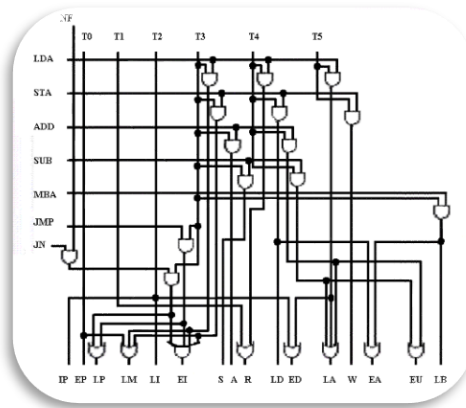 NF
T0 T1 T2 T3 T4 T5
LDA
STA
ADD
SUB
MBA
JMP
JN
IP EP LP LM LI EI S A R LD ED LA W EA EU LB